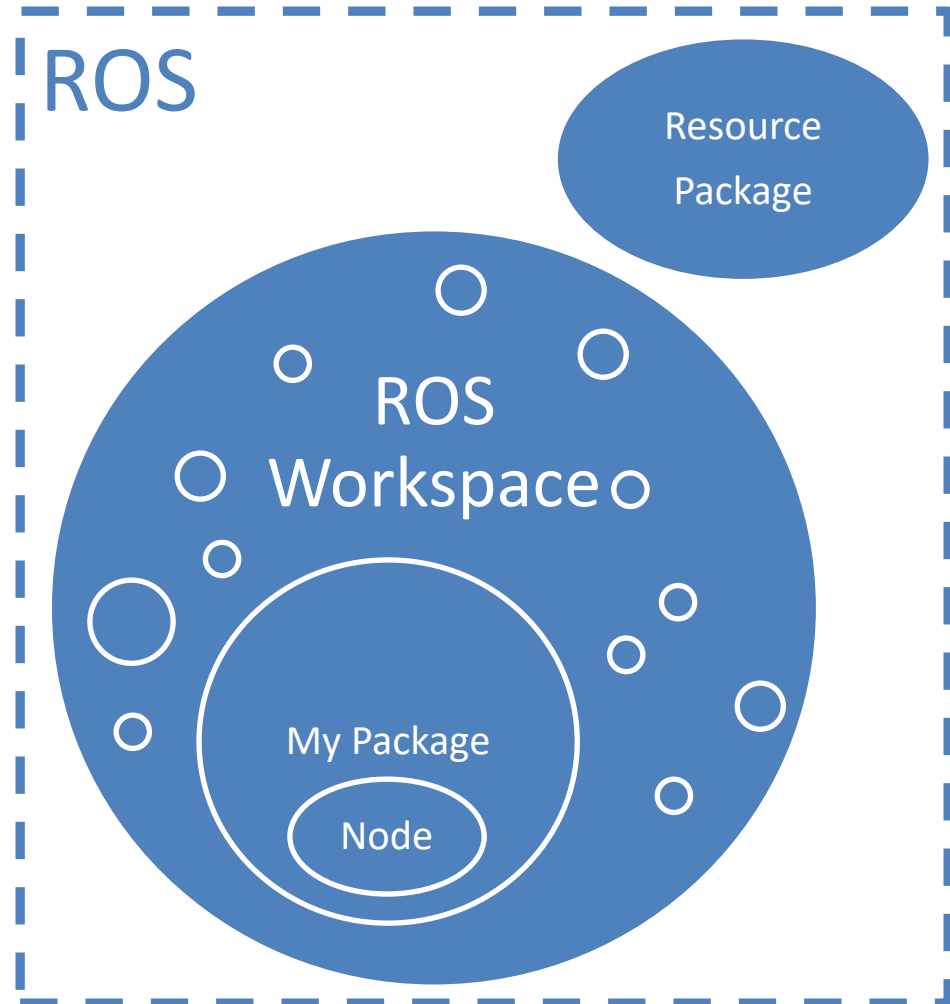 ROS
Resource
Package
ROS
Workspace
My Package
Node